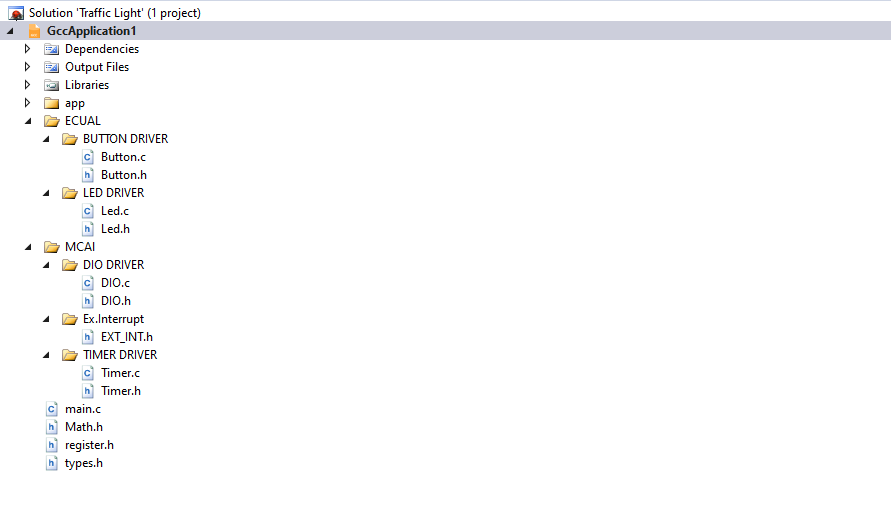 Solution 'Traffic Light' (1 project)
GccApplication1
Dependencies
Output Files
Libraries
app
ECUAL
BUTTON DRIVER
Button.c
Button.h
LED DRIVER
Led.c
Led.h
MCAI
DIO DRIVER
DIO.c
DIO.h
Ex.Interrupt
EXT_INT.h
TIMER DRIVER
Timer.c
Timer.h
main.c
Math.h
register.h
types.h